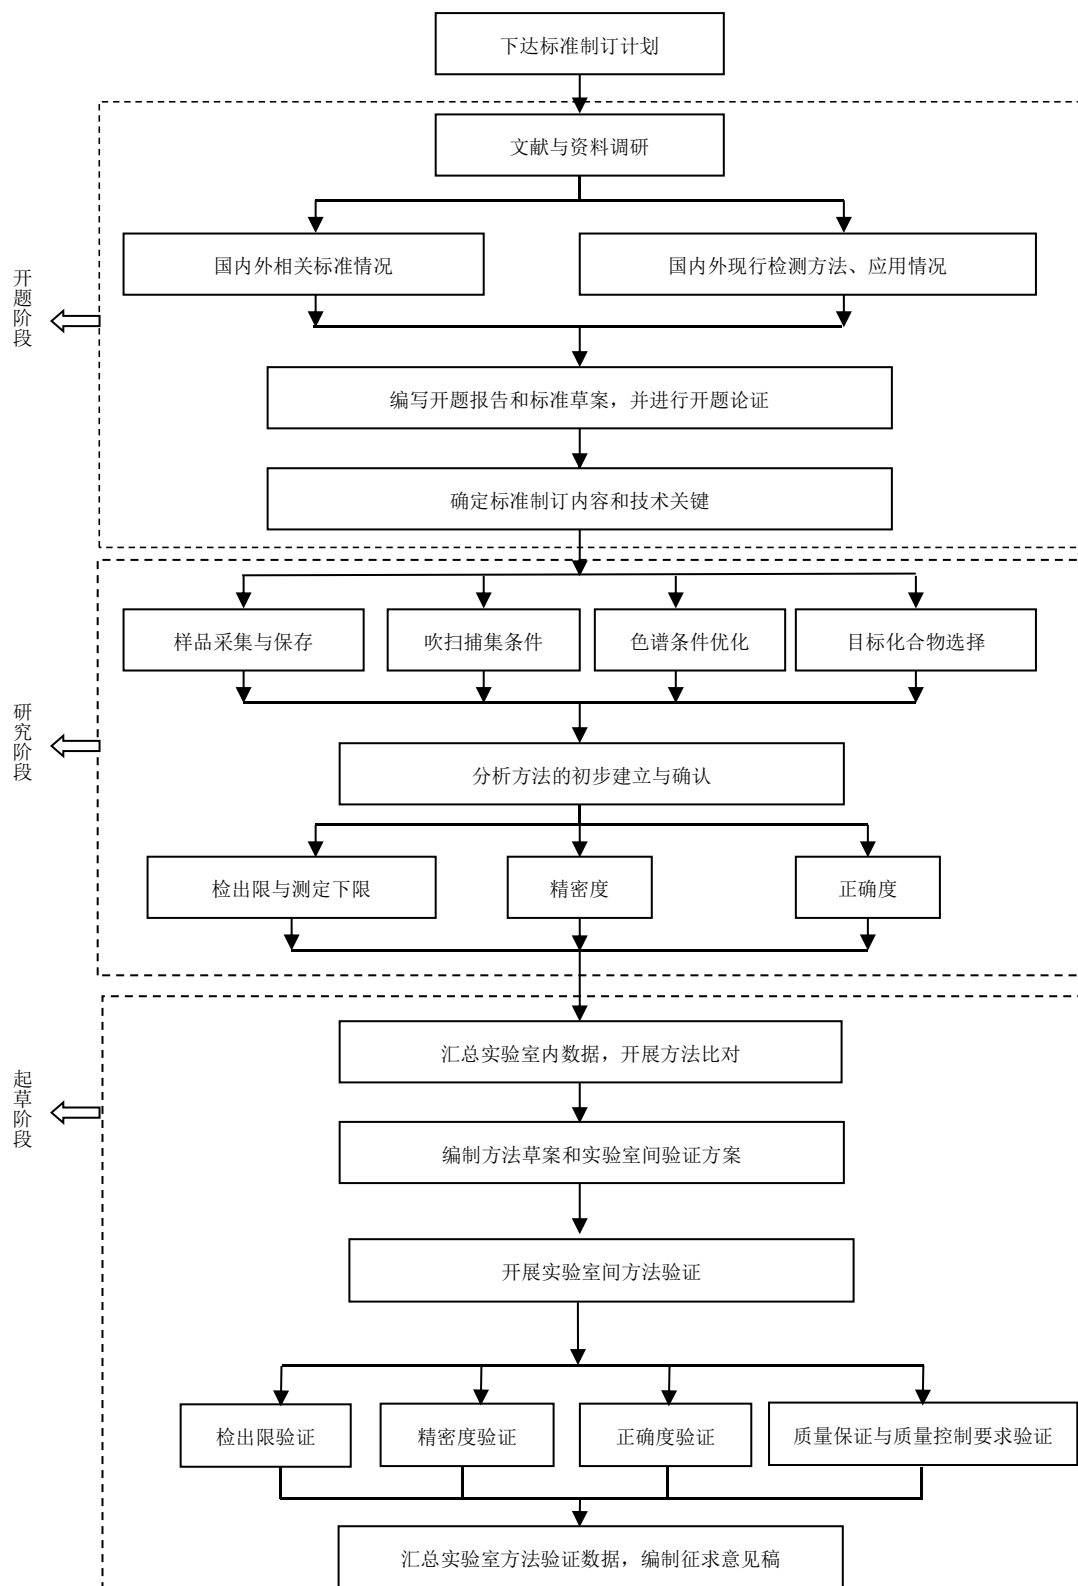 下达标准制订计划
文献与资料调研
国内外相关标准情况
国内外现行检测方法、应用情况
开题阶段
编写开题报告和标准草案，并进行开题论证
确定标准制订内容和技术关键
样品采集与保存
吹扫捕集条件
色谱条件优化
目标化合物选择
研究阶段
分析方法的初步建立与确认
检出限与测定下限
精密度
正确度
汇总实验室内数据，开展方法比对
起草阶段
编制方法草案和实验室间验证方案
开展实验室间方法验证
检出限验证
精密度验证
正确度验证
质量保证与质量控制要求验证
汇总实验室方法验证数据，编制征求意见稿